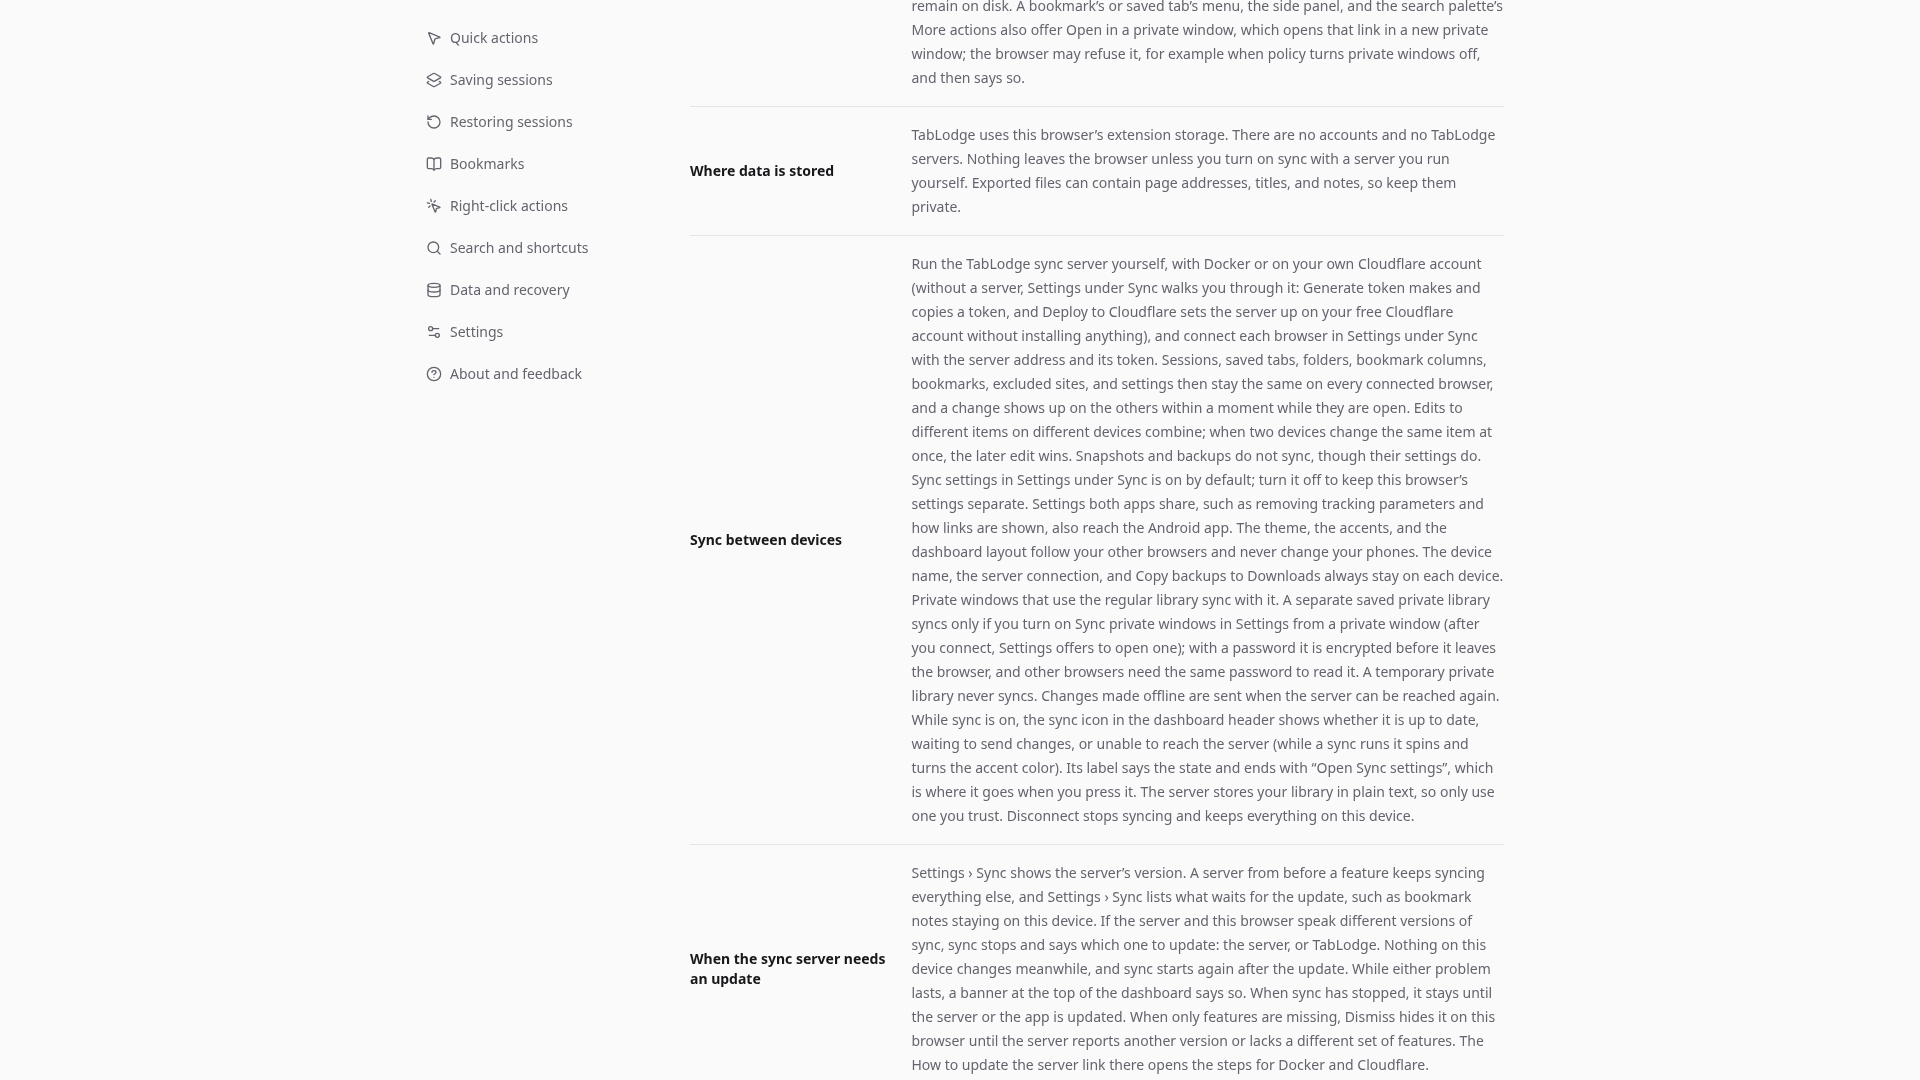 Quick actions
Saving sessions
Restoring sessions
Bookmarks
Right-click actions
Search and shortcuts
Data and recovery
Settings
About and feedback
remain on disk. A bookmark’s or saved tab’s menu, the side panel, and the search palette’s
More actions also offer Open in a private window, which opens that link in a new private
window; the browser may refuse it, for example when policy turns private windows off,
and then says so.
Where data is stored
TabLodge uses this browser’s extension storage. There are no accounts and no TabLodge
servers. Nothing leaves the browser unless you turn on sync with a server you run
yourself. Exported files can contain page addresses, titles, and notes, so keep them
private.
Sync between devices
Run the TabLodge sync server yourself, with Docker or on your own Cloudflare account
(without a server, Settings under Sync walks you through it: Generate token makes and
copies a token, and Deploy to Cloudflare sets the server up on your free Cloudflare
account without installing anything), and connect each browser in Settings under Sync
with the server address and its token. Sessions, saved tabs, folders, bookmark columns,
bookmarks, excluded sites, and settings then stay the same on every connected browser,
and a change shows up on the others within a moment while they are open. Edits to
different items on different devices combine; when two devices change the same item at
once, the later edit wins. Snapshots and backups do not sync, though their settings do.
Sync settings in Settings under Sync is on by default; turn it off to keep this browser’s
settings separate. Settings both apps share, such as removing tracking parameters and
how links are shown, also reach the Android app. The theme, the accents, and the
dashboard layout follow your other browsers and never change your phones. The device
name, the server connection, and Copy backups to Downloads always stay on each device.
Private windows that use the regular library sync with it. A separate saved private library
syncs only if you turn on Sync private windows in Settings from a private window (after
you connect, Settings offers to open one); with a password it is encrypted before it leaves
the browser, and other browsers need the same password to read it. A temporary private
library never syncs. Changes made offline are sent when the server can be reached again.
While sync is on, the sync icon in the dashboard header shows whether it is up to date,
waiting to send changes, or unable to reach the server (while a sync runs it spins and
turns the accent color). Its label says the state and ends with “Open Sync settings”, which
is where it goes when you press it. The server stores your library in plain text, so only use
one you trust. Disconnect stops syncing and keeps everything on this device.
When the sync server needs
an update
Settings › Sync shows the server’s version. A server from before a feature keeps syncing
everything else, and Settings › Sync lists what waits for the update, such as bookmark
notes staying on this device. If the server and this browser speak different versions of
sync, sync stops and says which one to update: the server, or TabLodge. Nothing on this
device changes meanwhile, and sync starts again after the update. While either problem
lasts, a banner at the top of the dashboard says so. When sync has stopped, it stays until
the server or the app is updated. When only features are missing, Dismiss hides it on this
browser until the server reports another version or lacks a different set of features. The
How to update the server link there opens the steps for Docker and Cloudflare.